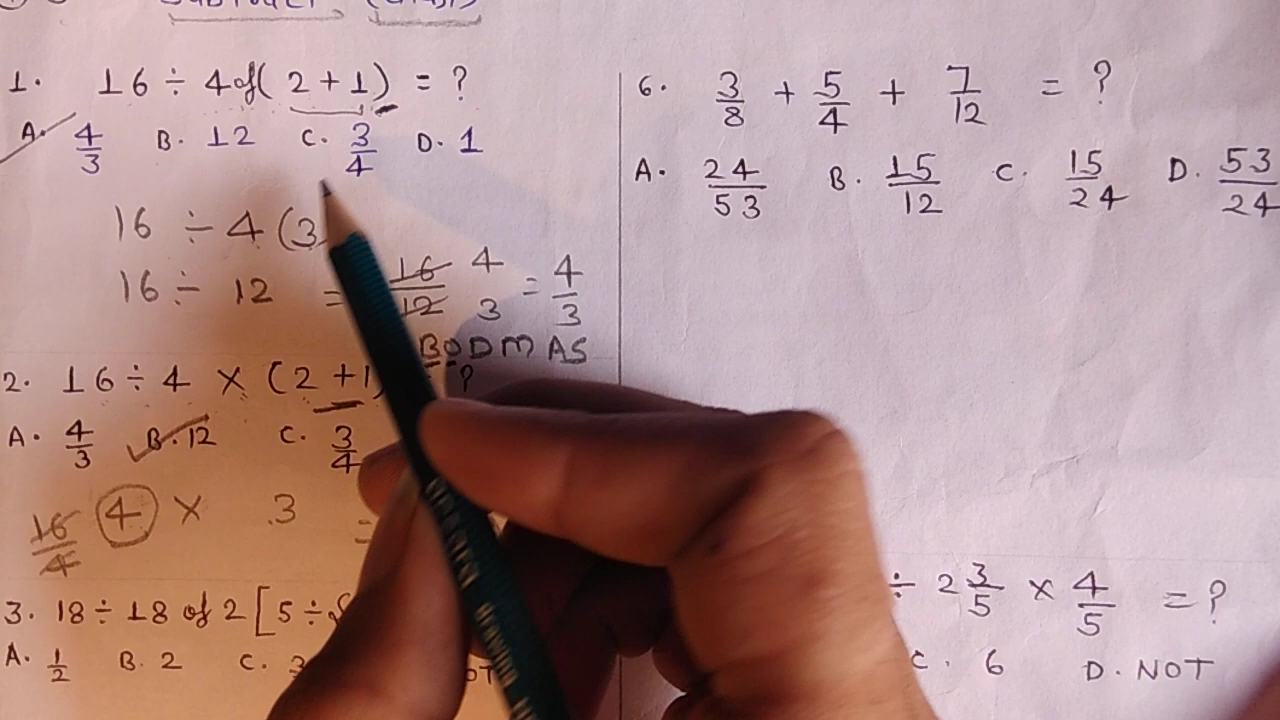 1. 16 ÷ 4 of ( 2 + 1 ) = ?
A. 4/3 B. 12 C. 3/4 D. 1
16 ÷ 4 (3
16 ÷ 12 = 16/12 4/3 = 4/3
BODMAS
2. 16 ÷ 4 × (2 + 1) = ?
A. 4/3 B. 12 C. 3/4
16/4 4 × 3 =
3. 18 ÷ 18 of 2 [ 5 ÷
A. 1/2 B. 2 C.
6. 3/8 + 5/4 + 7/12 = ?
A. 24/53 B. 15/12 C. 15/24 D. 53/24
÷ 2 3/5 × 4/5 = ?
C. 6 D. NOT